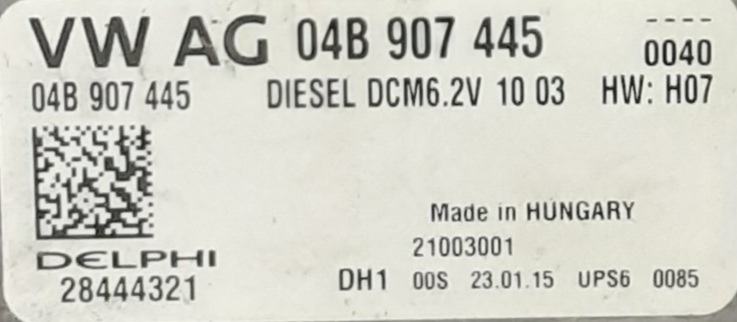 VW AG 04B 907 445 ----
0040
04B 907 445 DIESEL DCM6.2V 10 03 HW: H07
Made in HUNGARY
DELPHI 21003001
28444321 DH1 00S 23.01.15 UPS6 0085